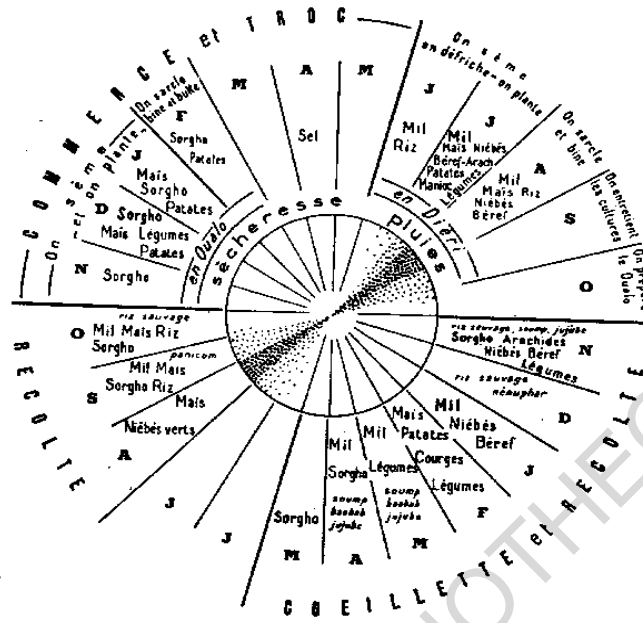 COMMERCE et TROC
On sème
on défriche - on plante
On sarcle
et bine
On entretient
les cultures
On sème
et on plante
On sarcle
bine et butte
N
Sorgho
D
Sorgho
Maïs Légumes
Patates
J
Maïs
Sorgho
Patates
F
Sorgho
Patates
M
A
Sel
M
J
Mil
Riz
J
Mil
Maïs Niébés
Béref-Arach
Patates
Manioc
Légumes
A
Mil
Maïs Riz
Niébés
Béref
S
O
en Oualo
sécheresse
pluies
en Diéri
RECOLTE
O
riz sauvage
Mil Maïs Riz
Sorgho
S
panicum
Mil Maïs
Sorgho Riz
A
Maïs
Niébés verts
J
J
M
Sorgho
A
Mil
Sorgho
soump
baobab
jujube
M
Mil
Légumes
soump
baobab
jujube
F
Maïs
Patates
Courges
Légumes
J
Mil
Niébés
Béref
D
riz sauvage
nénuphar
N
riz sauvage, soump, jujube
Sorgho Arachides
Niébés Béref
Légumes
CUEILLETTE et RECOLTE